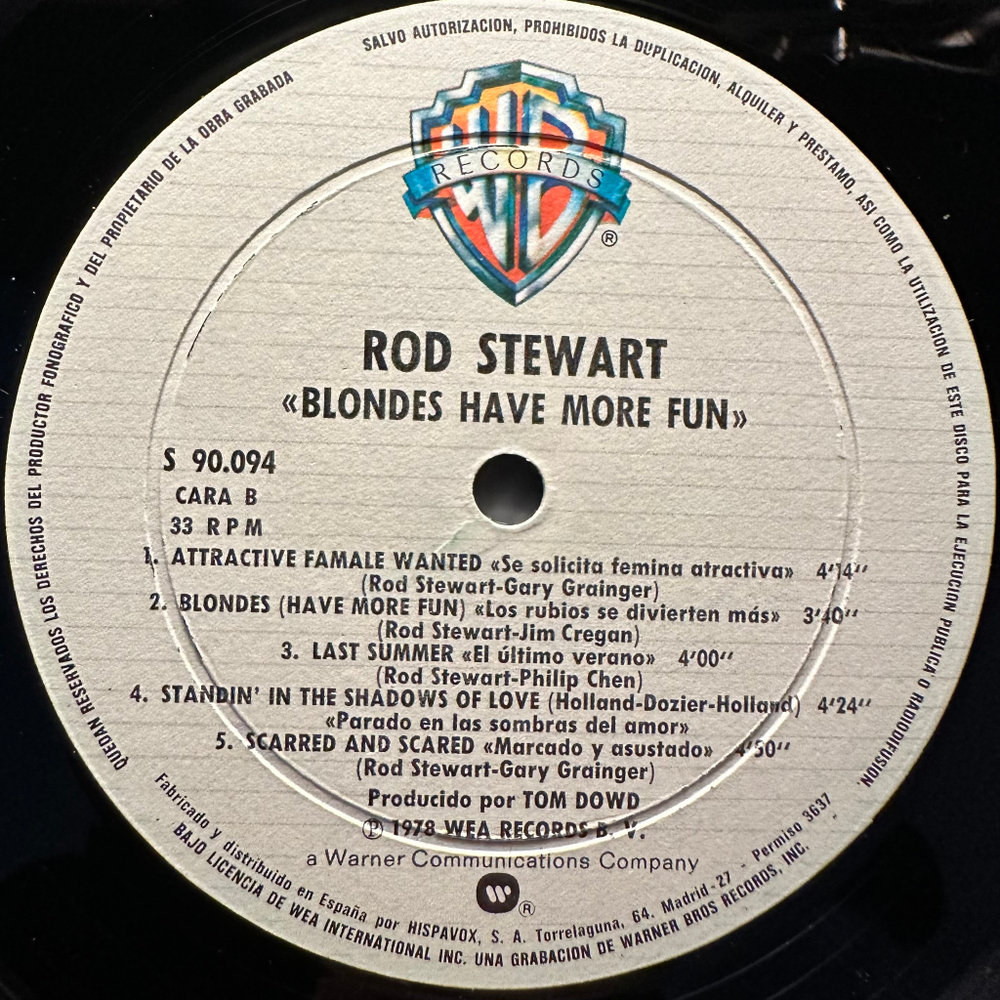 QUEDAN RESERVADOS LOS DERECHOS DEL PRODUCTOR FONOGRAFICO Y DEL PROPIETARIO DE LA OBRA GRABADA
SALVO AUTORIZACION, PROHIBIDOS LA DUPLICACION, ALQUILER Y PRESTAMO, ASI COMO LA UTILIZACION DE ESTE DISCO PARA LA EJECUCION PUBLICA O RADIODIFUSION.
WB
RECORDS
®
ROD STEWART
«BLONDES HAVE MORE FUN»
S 90.094
CARA B
33 RPM
1. ATTRACTIVE FAMALE WANTED «Se solicita femina atractiva» 4'14''
(Rod Stewart-Gary Grainger)
2. BLONDES (HAVE MORE FUN) «Los rubios se divierten más» 3'40''
(Rod Stewart-Jim Cregan)
3. LAST SUMMER «El último verano» 4'00''
(Rod Stewart-Philip Chen)
4. STANDIN' IN THE SHADOWS OF LOVE (Holland-Dozier-Holland) 4'24''
«Parado en las sombras del amor»
5. SCARRED AND SCARED «Marcado y asustado» 4'50''
(Rod Stewart-Gary Grainger)
Producido por TOM DOWD
℗ 1978 WEA RECORDS B. V.
a Warner Communications Company
®
Fabricado y distribuido en España por HISPAVOX, S. A. Torrelaguna, 64. Madrid-27 - Permiso 3637
BAJO LICENCIA DE WEA INTERNATIONAL INC. UNA GRABACION DE WARNER BROS RECORDS, INC.